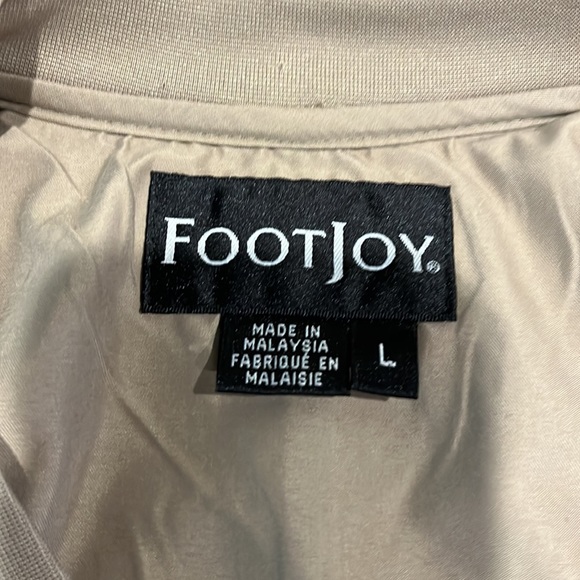 FOOTJOY®
MADE IN
MALAYSIA
FABRIQUÉ EN
MALAISIE
L